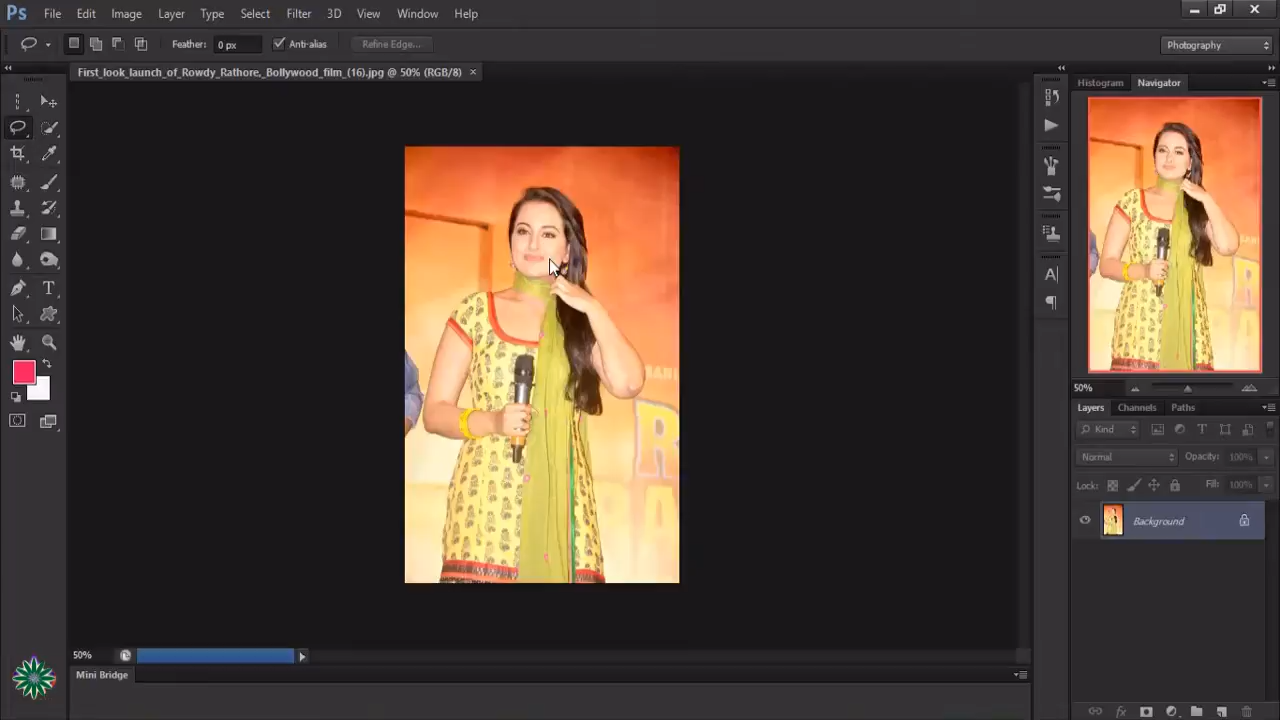 Ps File Edit Image Layer Type Select Filter 3D View Window Help
Feather: 0 px Anti-alias Refine Edge... Photography
First_look_launch_of_Rowdy_Rathore,_Bollywood_film_(16).jpg @ 50% (RGB/8) ×
Histogram Navigator
50%
Layers Channels Paths
Kind
Normal Opacity: 100%
Lock: Fill: 100%
Background
50%
Mini Bridge